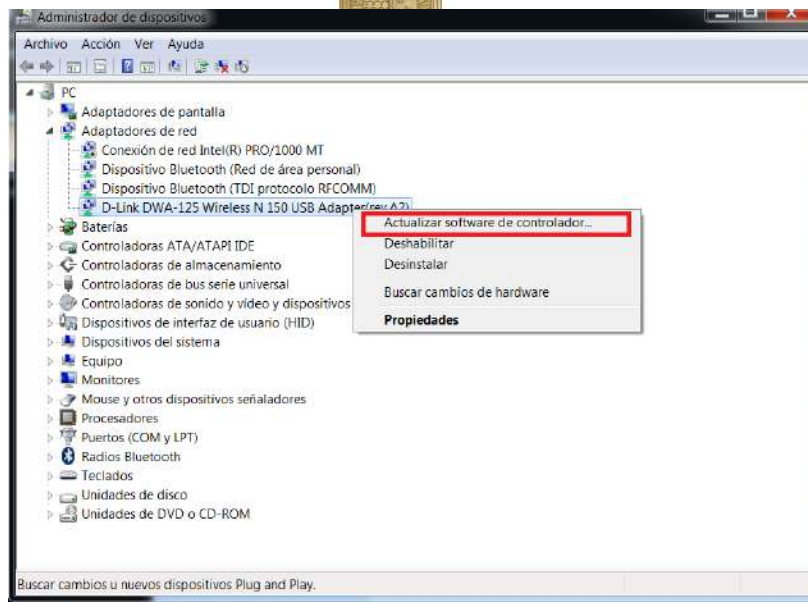 Administrador de dispositivos
Archivo Acción Ver Ayuda
PC
Adaptadores de pantalla
Adaptadores de red
Conexión de red Intel(R) PRO/1000 MT
Dispositivo Bluetooth (Red de área personal)
Dispositivo Bluetooth (TDI protocolo RFCOMM)
D-Link DWA-125 Wireless N 150 USB Adapter(rev A2)
Actualizar software de controlador...
Deshabilitar
Desinstalar
Buscar cambios de hardware
Propiedades
Baterías
Controladoras ATA/ATAPI IDE
Controladoras de almacenamiento
Controladoras de bus serie universal
Controladoras de sonido y vídeo y dispositivos
Dispositivos de interfaz de usuario (HID)
Dispositivos del sistema
Equipo
Monitores
Mouse y otros dispositivos señaladores
Procesadores
Puertos (COM y LPT)
Radios Bluetooth
Teclados
Unidades de disco
Unidades de DVD o CD-ROM
Buscar cambios u nuevos dispositivos Plug and Play.